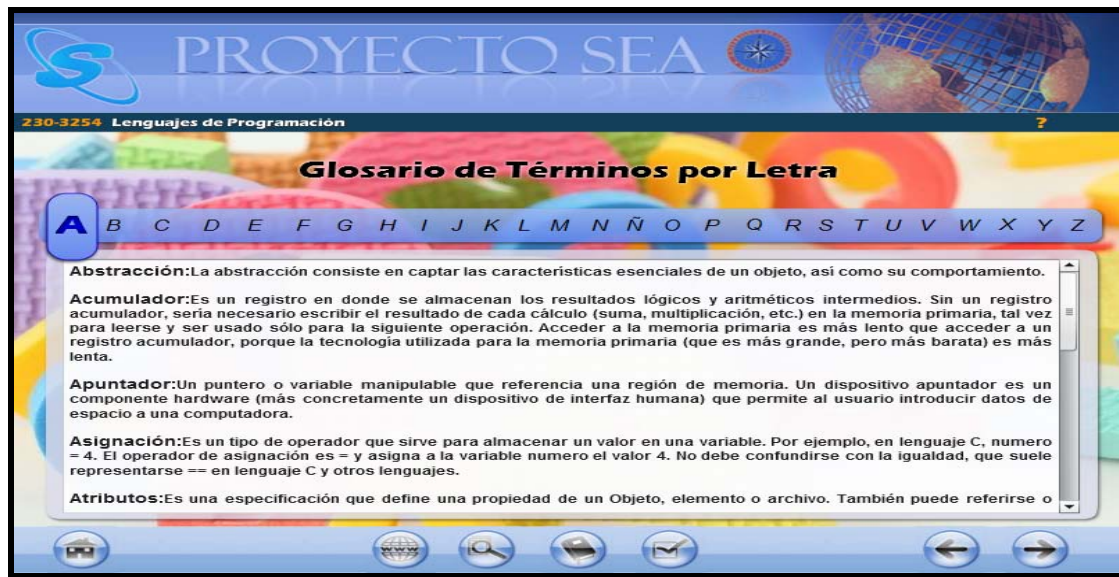 PROYECTO SEA
230-3254 Lenguajes de Programación ?
Glosario de Términos por Letra
A B C D E F G H I J K L M N Ñ O P Q R S T U V W X Y Z
Abstracción:La abstracción consiste en captar las características esenciales de un objeto, así como su comportamiento.
Acumulador:Es un registro en donde se almacenan los resultados lógicos y aritméticos intermedios. Sin un registro
acumulador, sería necesario escribir el resultado de cada cálculo (suma, multiplicación, etc.) en la memoria primaria, tal vez
para leerse y ser usado sólo para la siguiente operación. Acceder a la memoria primaria es más lento que acceder a un
registro acumulador, porque la tecnología utilizada para la memoria primaria (que es más grande, pero más barata) es más
lenta.
Apuntador:Un puntero o variable manipulable que referencia una región de memoria. Un dispositivo apuntador es un
componente hardware (más concretamente un dispositivo de interfaz humana) que permite al usuario introducir datos de
espacio a una computadora.
Asignación:Es un tipo de operador que sirve para almacenar un valor en una variable. Por ejemplo, en lenguaje C, numero
= 4. El operador de asignación es = y asigna a la variable numero el valor 4. No debe confundirse con la igualdad, que suele
representarse == en lenguaje C y otros lenguajes.
Atributos:Es una especificación que define una propiedad de un Objeto, elemento o archivo. También puede referirse o
www